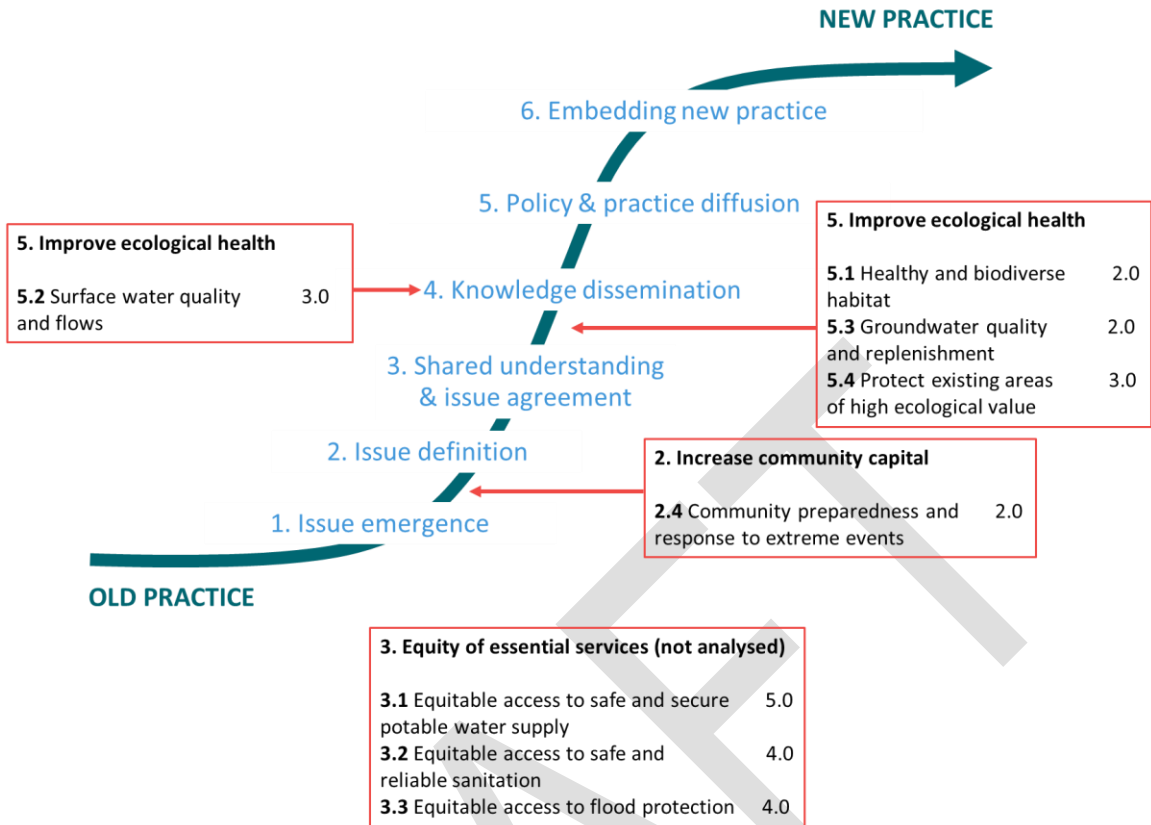 NEW PRACTICE
6. Embedding new practice
5. Policy & practice diffusion
5. Improve ecological health
5.2 Surface water quality 3.0
and flows
4. Knowledge dissemination
5. Improve ecological health
5.1 Healthy and biodiverse 2.0
habitat
5.3 Groundwater quality 2.0
and replenishment
5.4 Protect existing areas 3.0
of high ecological value
3. Shared understanding
& issue agreement
2. Issue definition
2. Increase community capital
2.4 Community preparedness and 2.0
response to extreme events
1. Issue emergence
OLD PRACTICE
3. Equity of essential services (not analysed)
3.1 Equitable access to safe and secure 5.0
potable water supply
3.2 Equitable access to safe and 4.0
reliable sanitation
3.3 Equitable access to flood protection 4.0